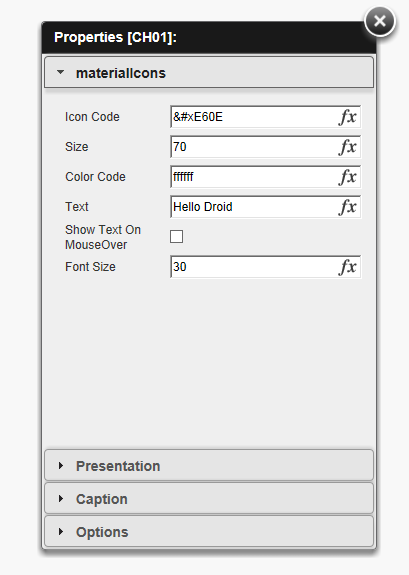 Properties [CH01]:
materialIcons
Icon Code &#xE60E fx
Size 70 fx
Color Code ffffff fx
Text Hello Droid fx
Show Text On
MouseOver
Font Size 30 fx
Presentation
Caption
Options